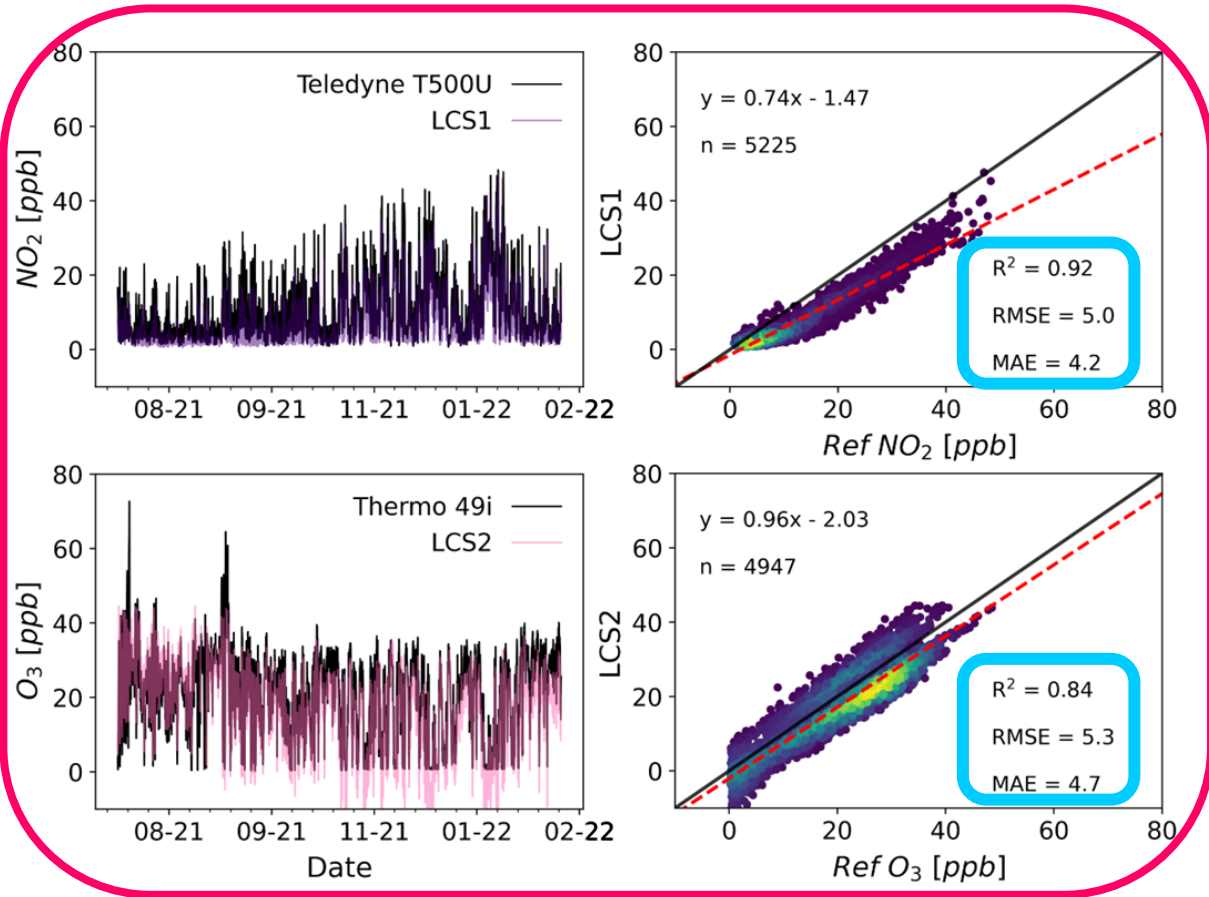 80
60
40
20
0
NO₂ [ppb]
Teledyne T500U
LCS1
08-21 09-21 11-21 01-22 02-22
80
60
40
20
0
LCS1
y = 0.74x - 1.47
n = 5225
R² = 0.92
RMSE = 5.0
MAE = 4.2
0 20 40 60 80
Ref NO₂ [ppb]
80
60
40
20
0
O₃ [ppb]
Thermo 49i
LCS2
08-21 09-21 11-21 01-22 02-22
Date
80
60
40
20
0
LCS2
y = 0.96x - 2.03
n = 4947
R² = 0.84
RMSE = 5.3
MAE = 4.7
0 20 40 60 80
Ref O₃ [ppb]